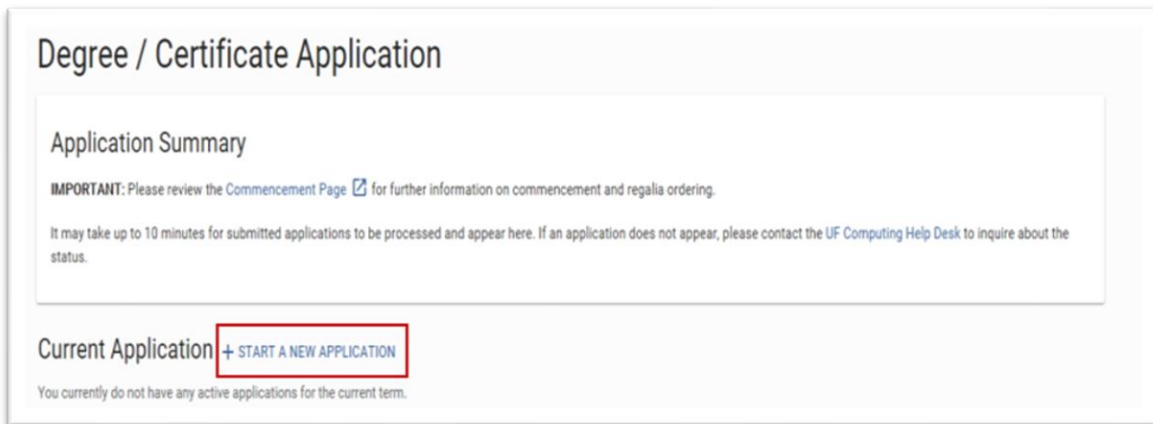 Degree / Certificate Application
Application Summary
IMPORTANT: Please review the Commencement Page for further information on commencement and regalia ordering.
It may take up to 10 minutes for submitted applications to be processed and appear here. If an application does not appear, please contact the UF Computing Help Desk to inquire about the
status.
Current Application + START A NEW APPLICATION
You currently do not have any active applications for the current term.